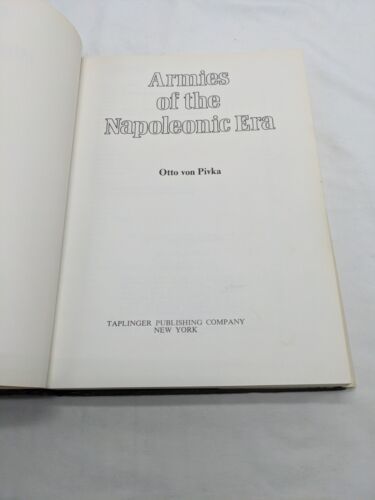 Armies
of the
Napoleonic Era
Otto von Pivka
TAPLINGER PUBLISHING COMPANY
NEW YORK